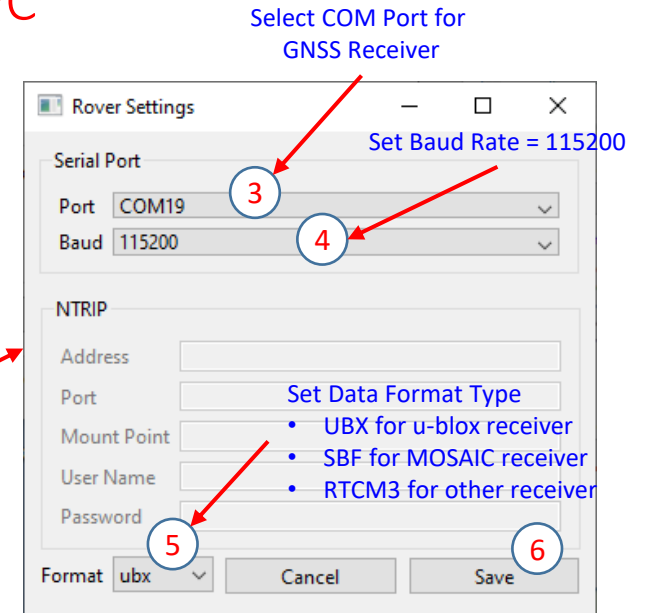 C
Select COM Port for
GNSS Receiver
Rover Settings
Set Baud Rate = 115200
Serial Port
Port COM19
3
Baud 115200
4
NTRIP
Address
Port
Set Data Format Type
Mount Point
• UBX for u-blox receiver
• SBF for MOSAIC receiver
User Name
• RTCM3 for other receiver
Password
5
6
Format ubx Cancel Save